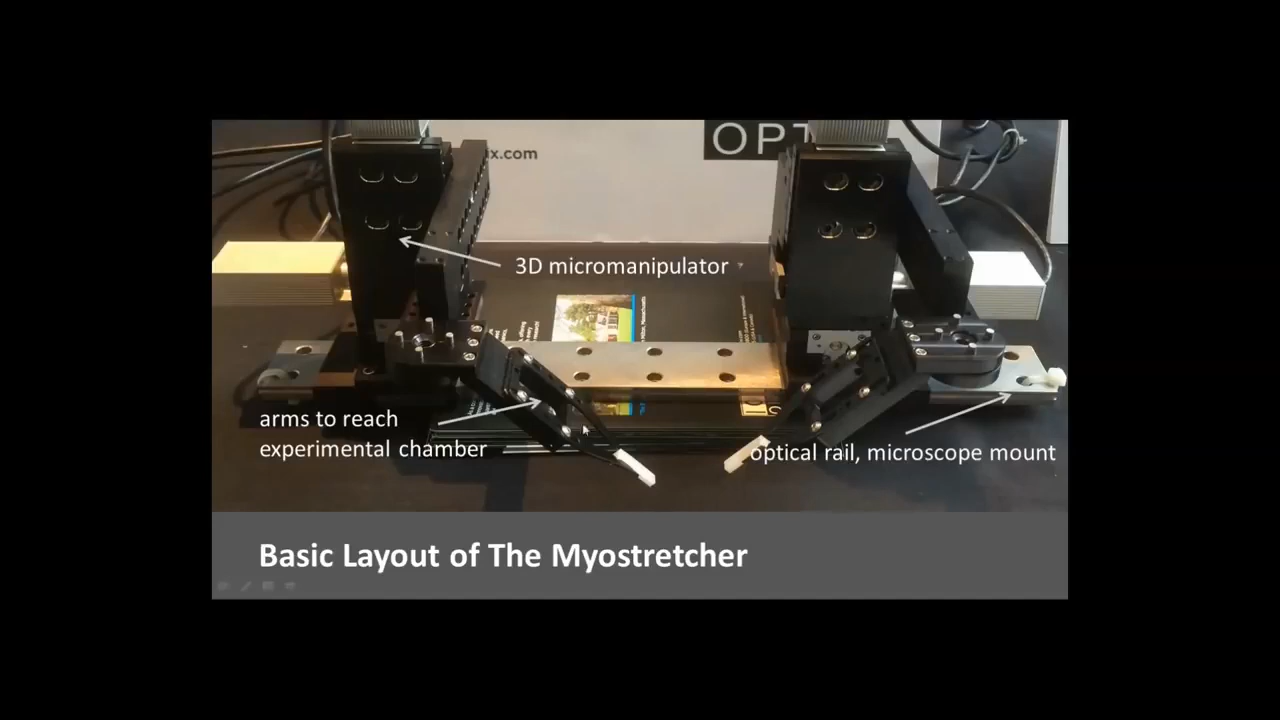 OPT
x.com
3D micromanipulator
arms to reach
experimental chamber
optical rail, microscope mount
Basic Layout of The Myostretcher